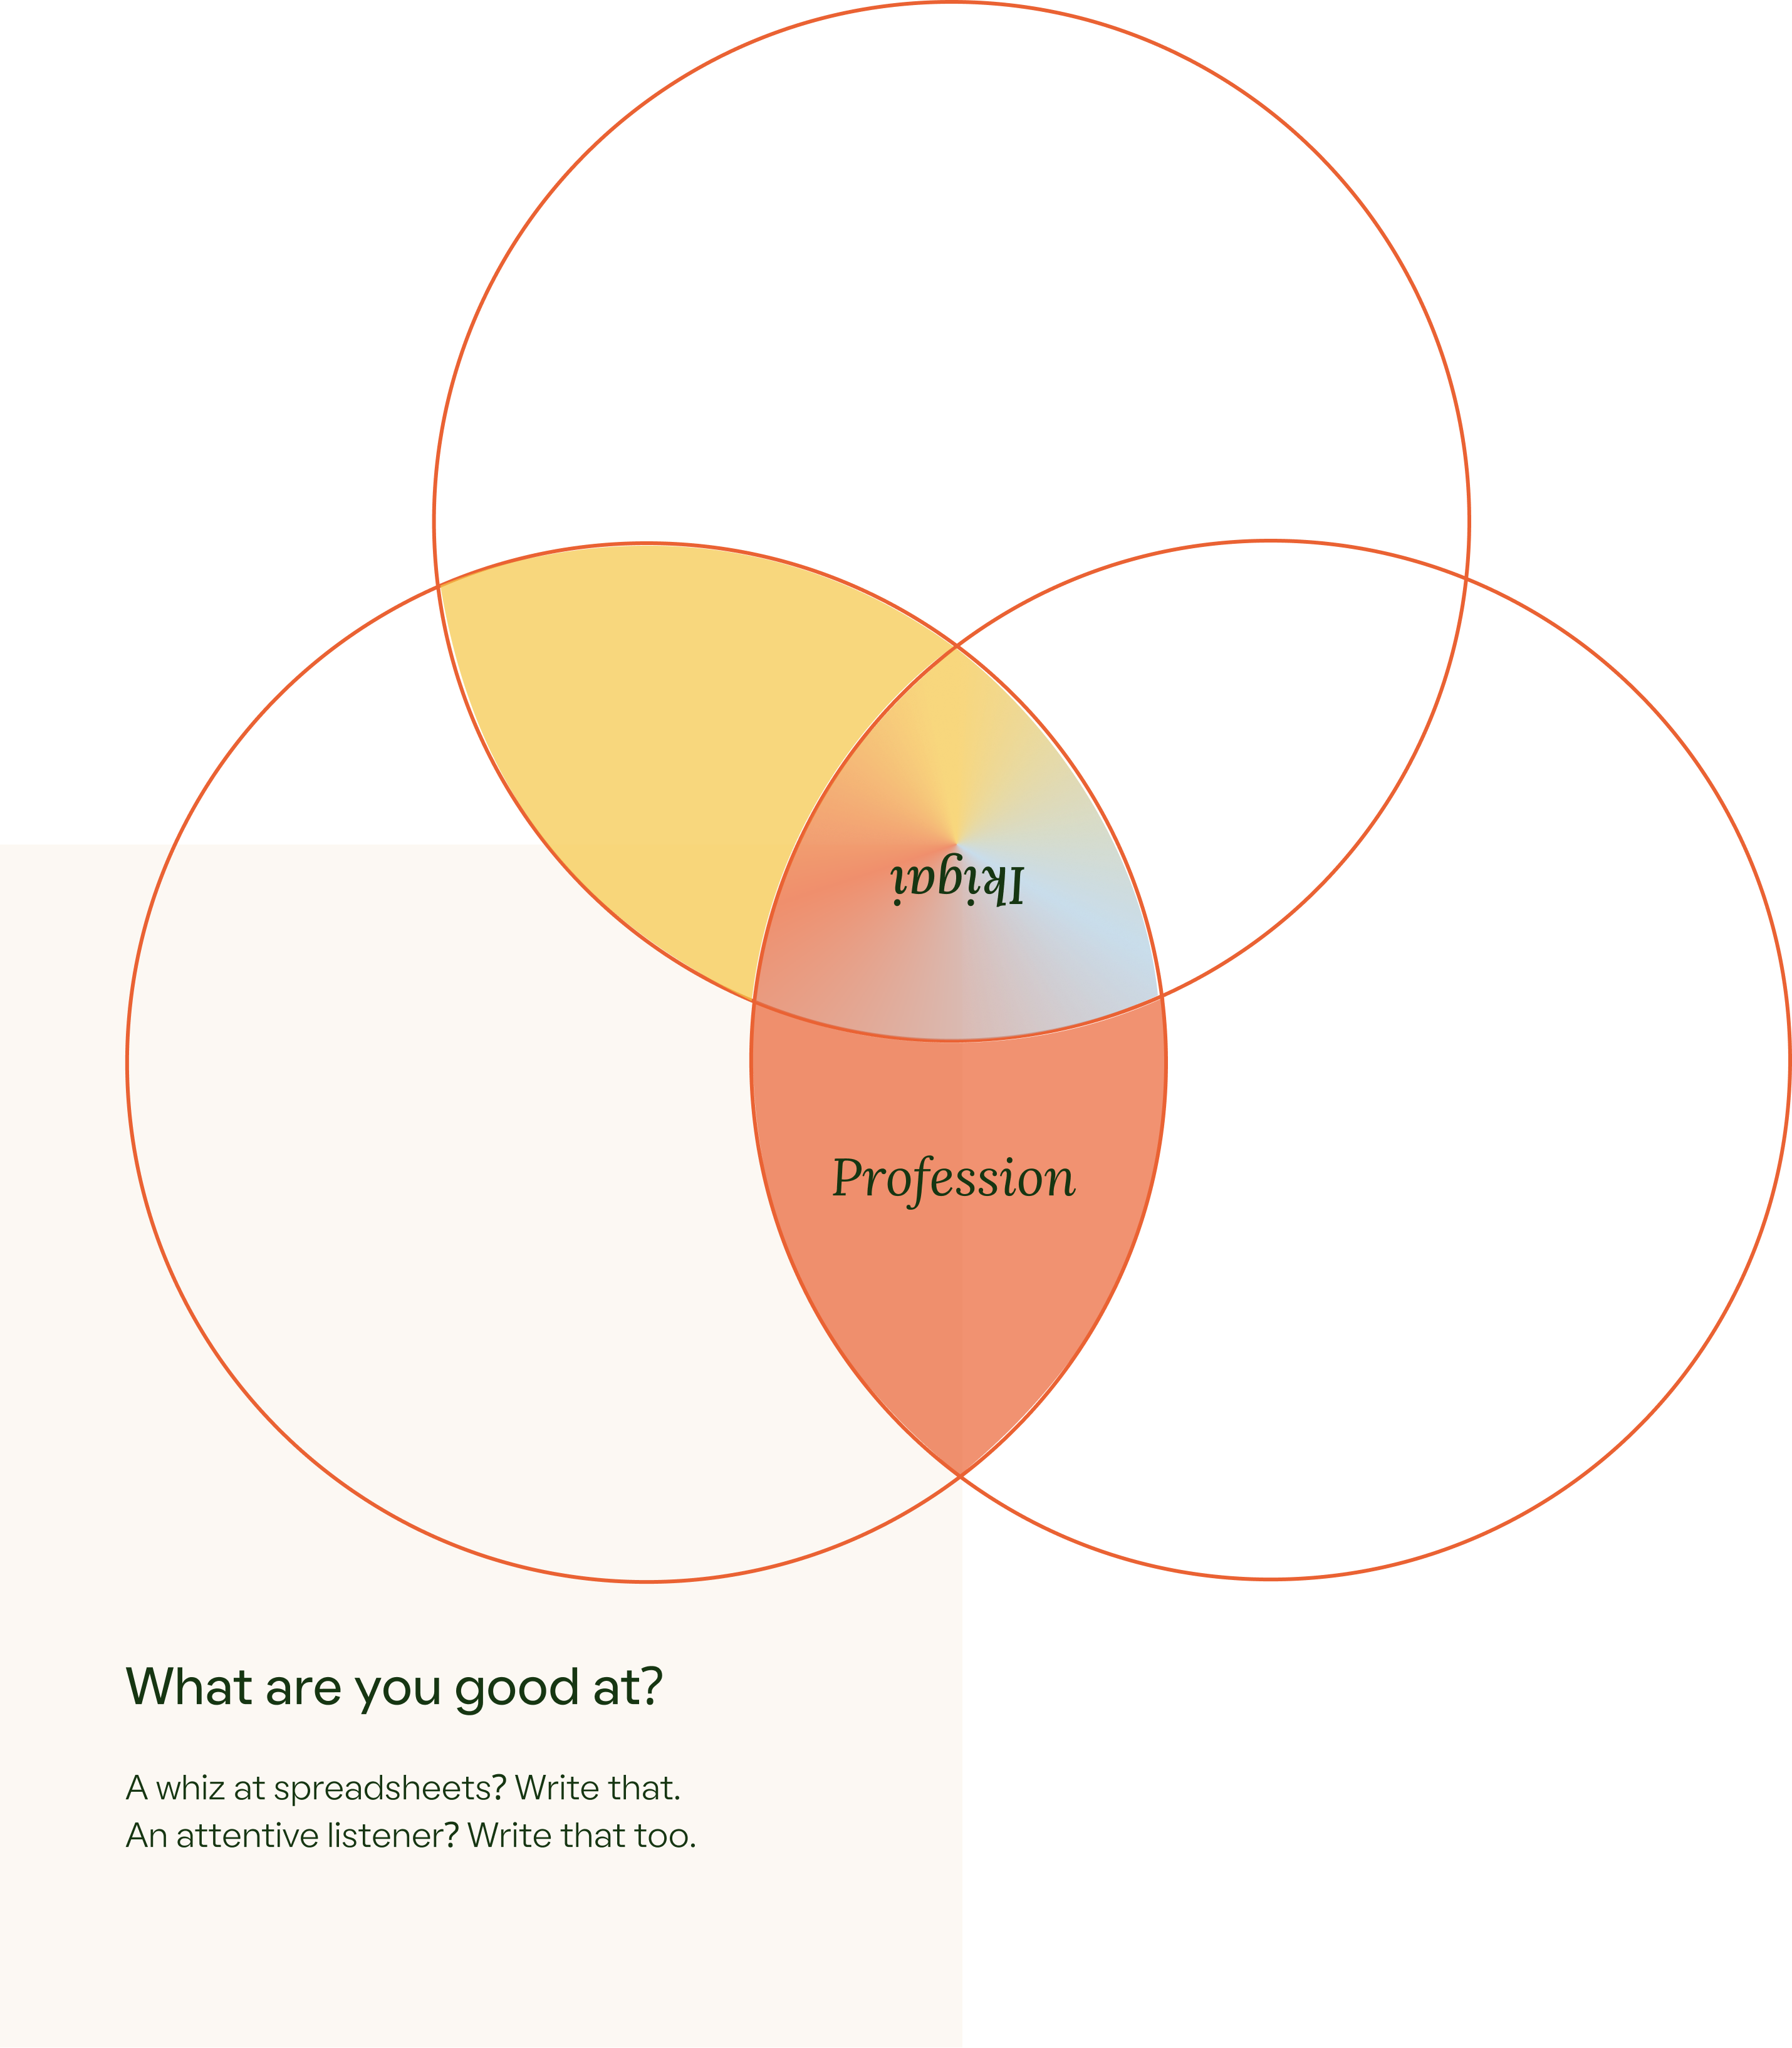 Ikigai
Profession
What are you good at?
A whiz at spreadsheets? Write that.
An attentive listener? Write that too.